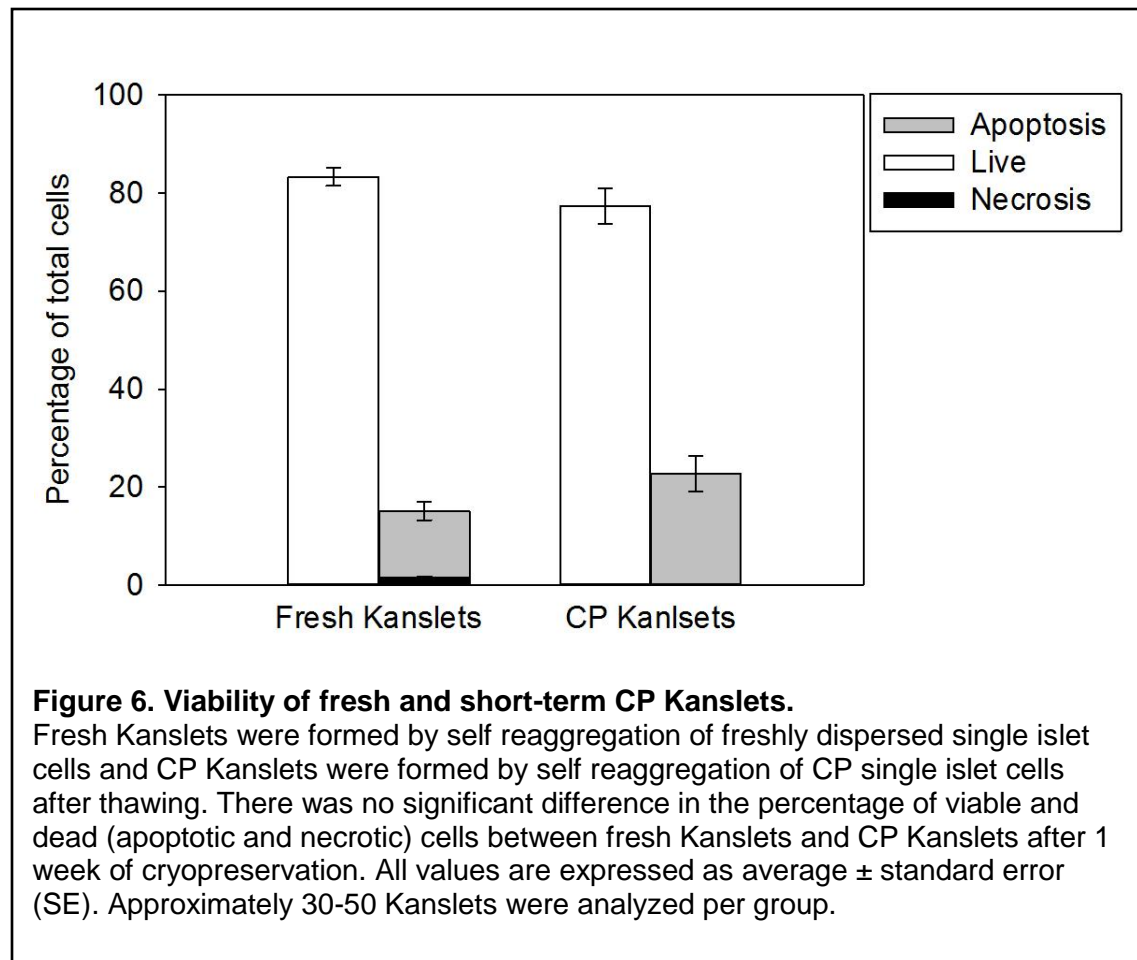 100
80
60
40
20
0
Percentage of total cells
Apoptosis
Live
Necrosis
Fresh Kanslets
CP Kanlsets
Figure 6. Viability of fresh and short-term CP Kanslets.
Fresh Kanslets were formed by self reaggregation of freshly dispersed single islet
cells and CP Kanslets were formed by self reaggregation of CP single islet cells
after thawing. There was no significant difference in the percentage of viable and
dead (apoptotic and necrotic) cells between fresh Kanslets and CP Kanslets after 1
week of cryopreservation. All values are expressed as average ± standard error
(SE). Approximately 30-50 Kanslets were analyzed per group.